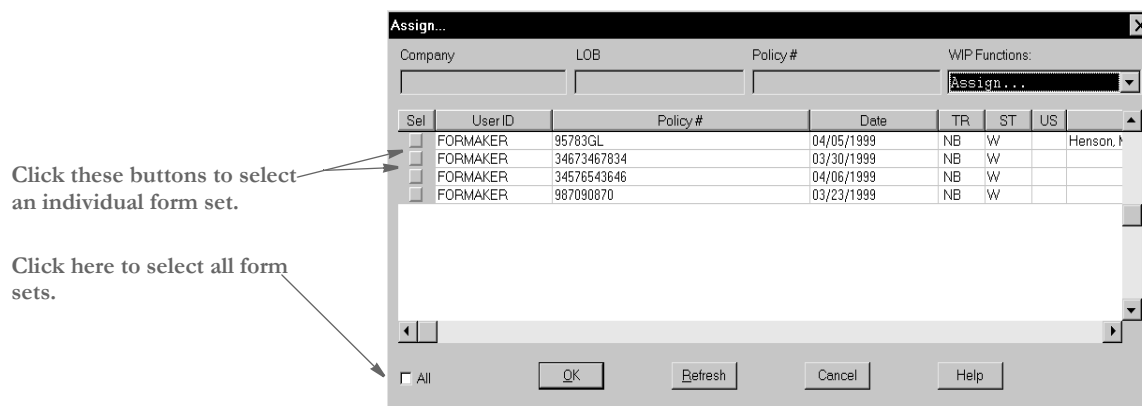 Assign...
Company LOB Policy # WIP Functions:
Assign...
Sel User ID Policy # Date TR ST US
FORMAKER 95783GL 04/05/1999 NB W Henson,
FORMAKER 34673467834 03/30/1999 NB W
FORMAKER 34576543646 04/06/1999 NB W
FORMAKER 987090870 03/23/1999 NB W
Click these buttons to select
an individual form set.
Click here to select all form
sets.
All OK Refresh Cancel Help